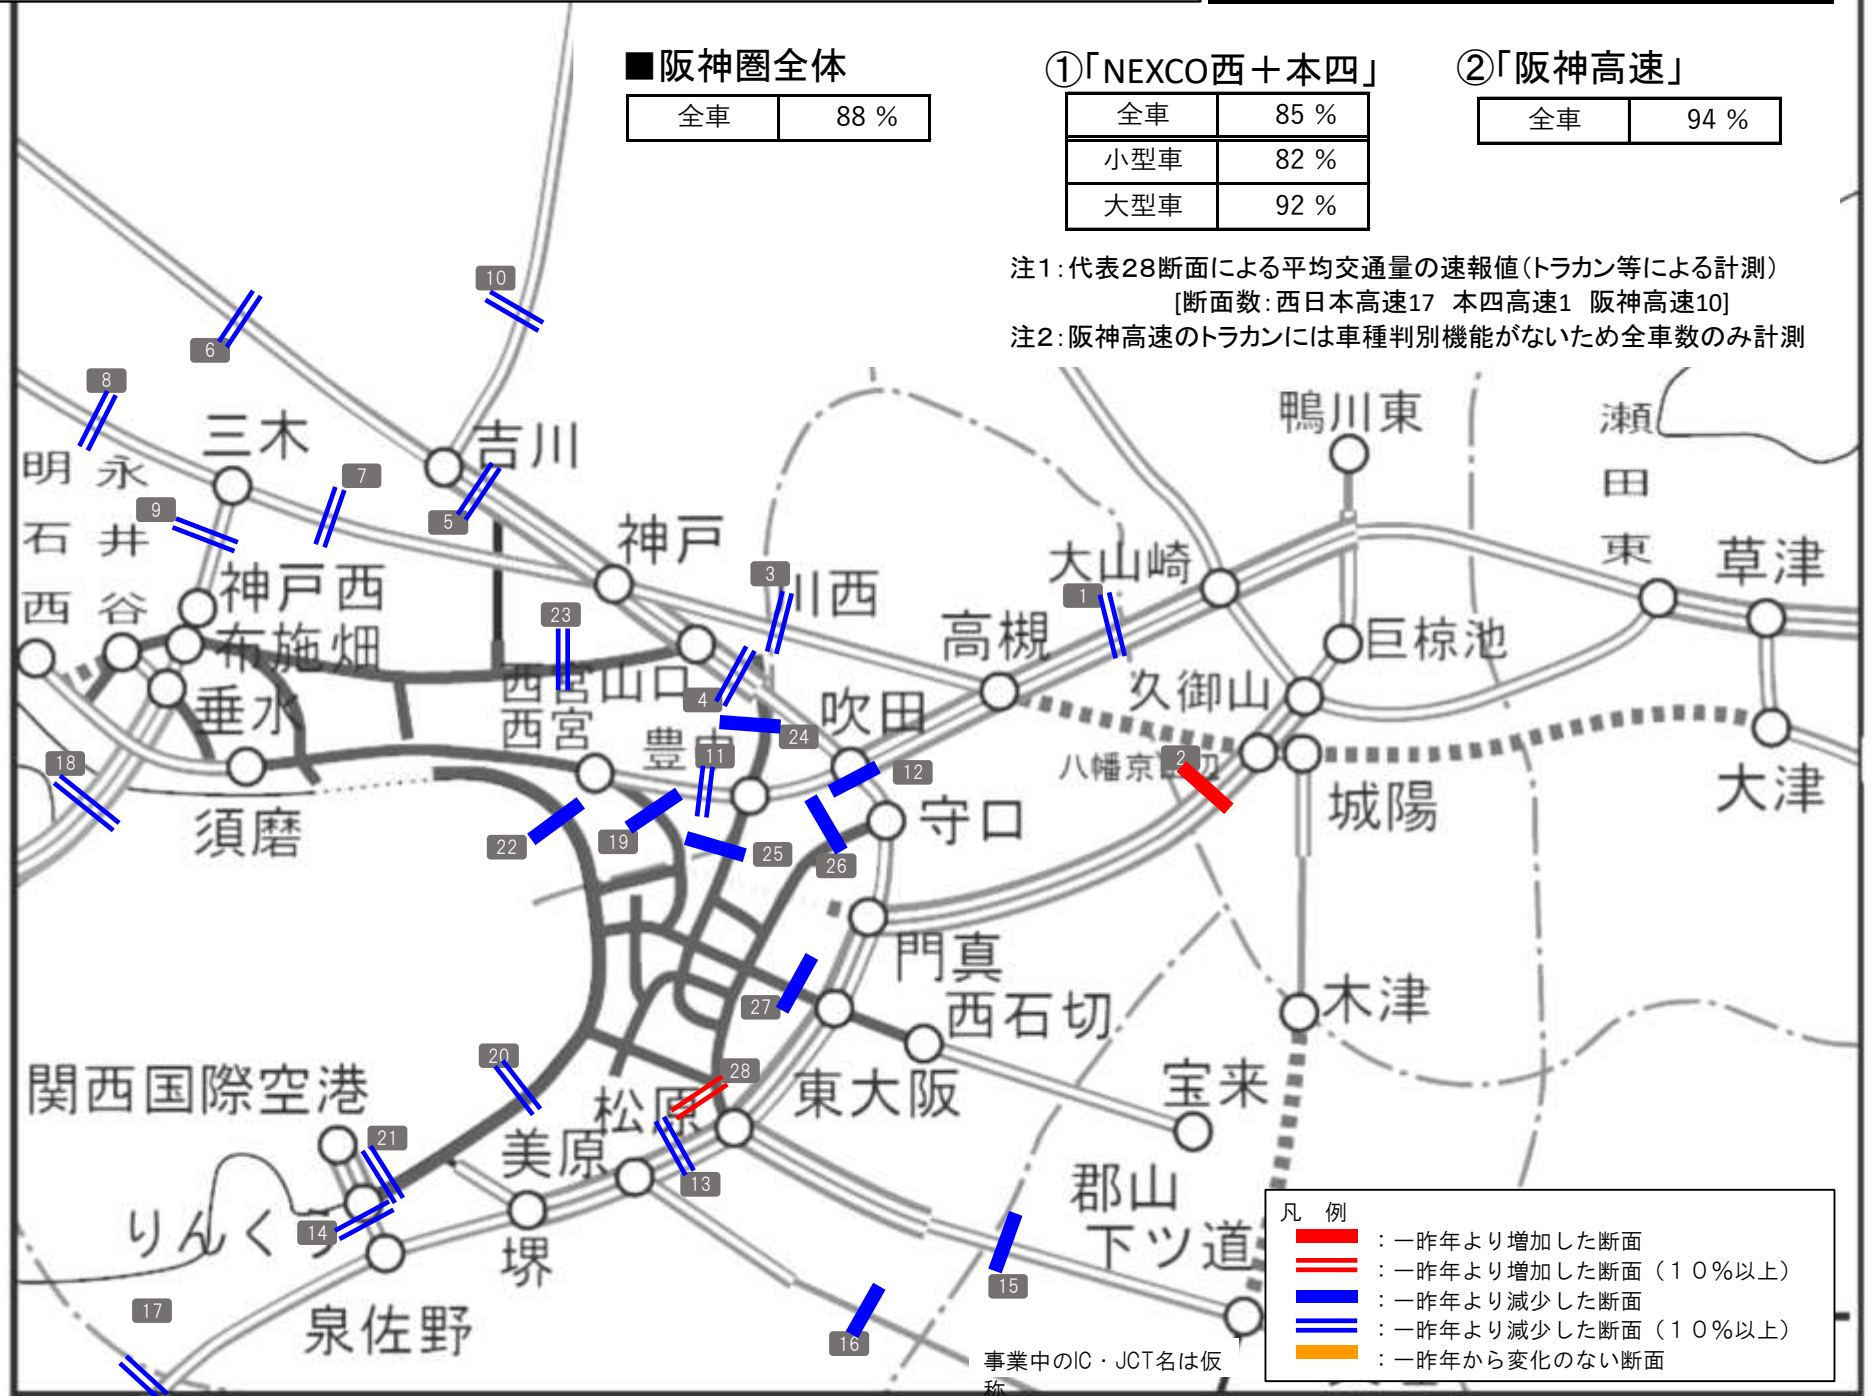 ■阪神圏全体
全車 88 %
①「NEXCO西＋本四」
全車 85 %
小型車 82 %
大型車 92 %
②「阪神高速」
全車 94 %
注1：代表28断面による平均交通量の速報値（トラカン等による計測）
[断面数：西日本高速17 本四高速1 阪神高速10]
注2：阪神高速のトラカンには車種判別機能がないため全車数のみ計測
10
6
8
三木
吉川
鴨川東
瀬田東
明石西
永井谷
7
9
5
神戸
3
川西
大山崎
1
草津
神戸西
布施畑
23
高槻
巨椋池
西宮山口
西宮
4
24
吹田
久御山
垂水
豊中
11
12
八幡京田辺
2
18
須磨
22
19
25
26
守口
城陽
大津
門真
27
西石切
木津
関西国際空港
20
28
松原
東大阪
宝来
21
美原
13
郡山
下ツ道
りんくう
14
堺
15
17
泉佐野
16
事業中のIC・JCT名は仮
称
凡 例
：一昨年より増加した断面
：一昨年より増加した断面（１０％以上）
：一昨年より減少した断面
：一昨年より減少した断面（１０％以上）
：一昨年から変化のない断面